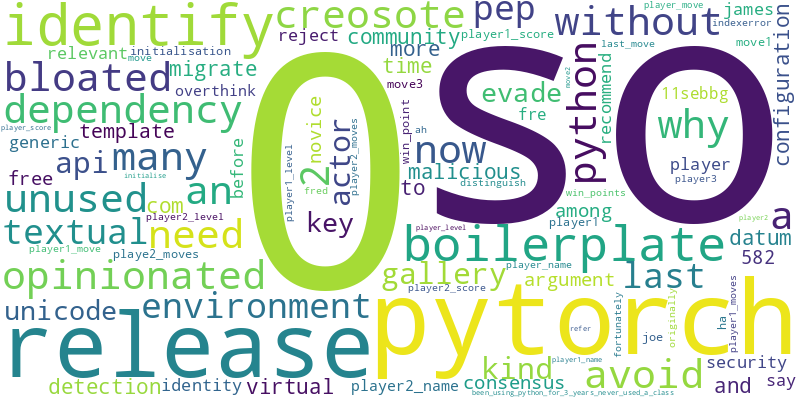 identify
creosote
pep
without
player_move
indexerror
james
player1_score
reject
community
more
last_move
move1
relevant
initialisation
move
bloated
migrate
overthink
time
move3
dependency
player_score
template
generic
api
many
free
unused
an
before
com
player2_level
textual
need
player1_move
playe2_moves
opinionated
unicode
environment
release
detection
identity
virtual
player2_name
0
so
player1_level
novice
2
fred
ah
initialise
actor
player2_moves
key
win_point
evade
fre
now
to
malicious
distinguish
python
move2
recommend
why
11sebbg
configuration
player
player3
win_points
among
player1
a
player2
player_level
boilerplate
datum
582
gallery
player_name
argument
last
player2_score
pytorch
refer
player1_name
kind
consensus
avoid
fortunately
originally
joe
ha
player1_moves
security
and
say
been_using_python_for_3_years_never_used_a_class